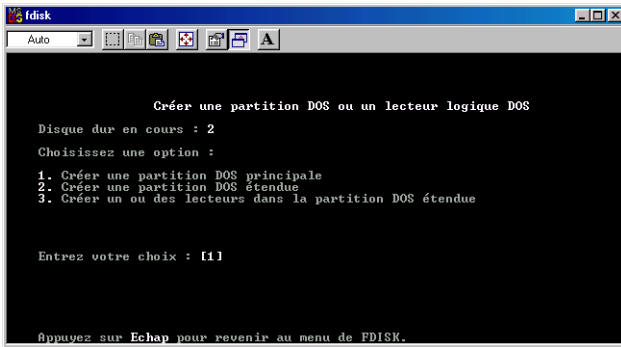 fdisk
Auto
A
Créer une partition DOS ou un lecteur logique DOS
Disque dur en cours : 2
Choisissez une option :
1. Créer une partition DOS principale
2. Créer une partition DOS étendue
3. Créer un ou des lecteurs dans la partition DOS étendue
Entrez votre choix : [1]
Appuyez sur Echap pour revenir au menu de FDISK.